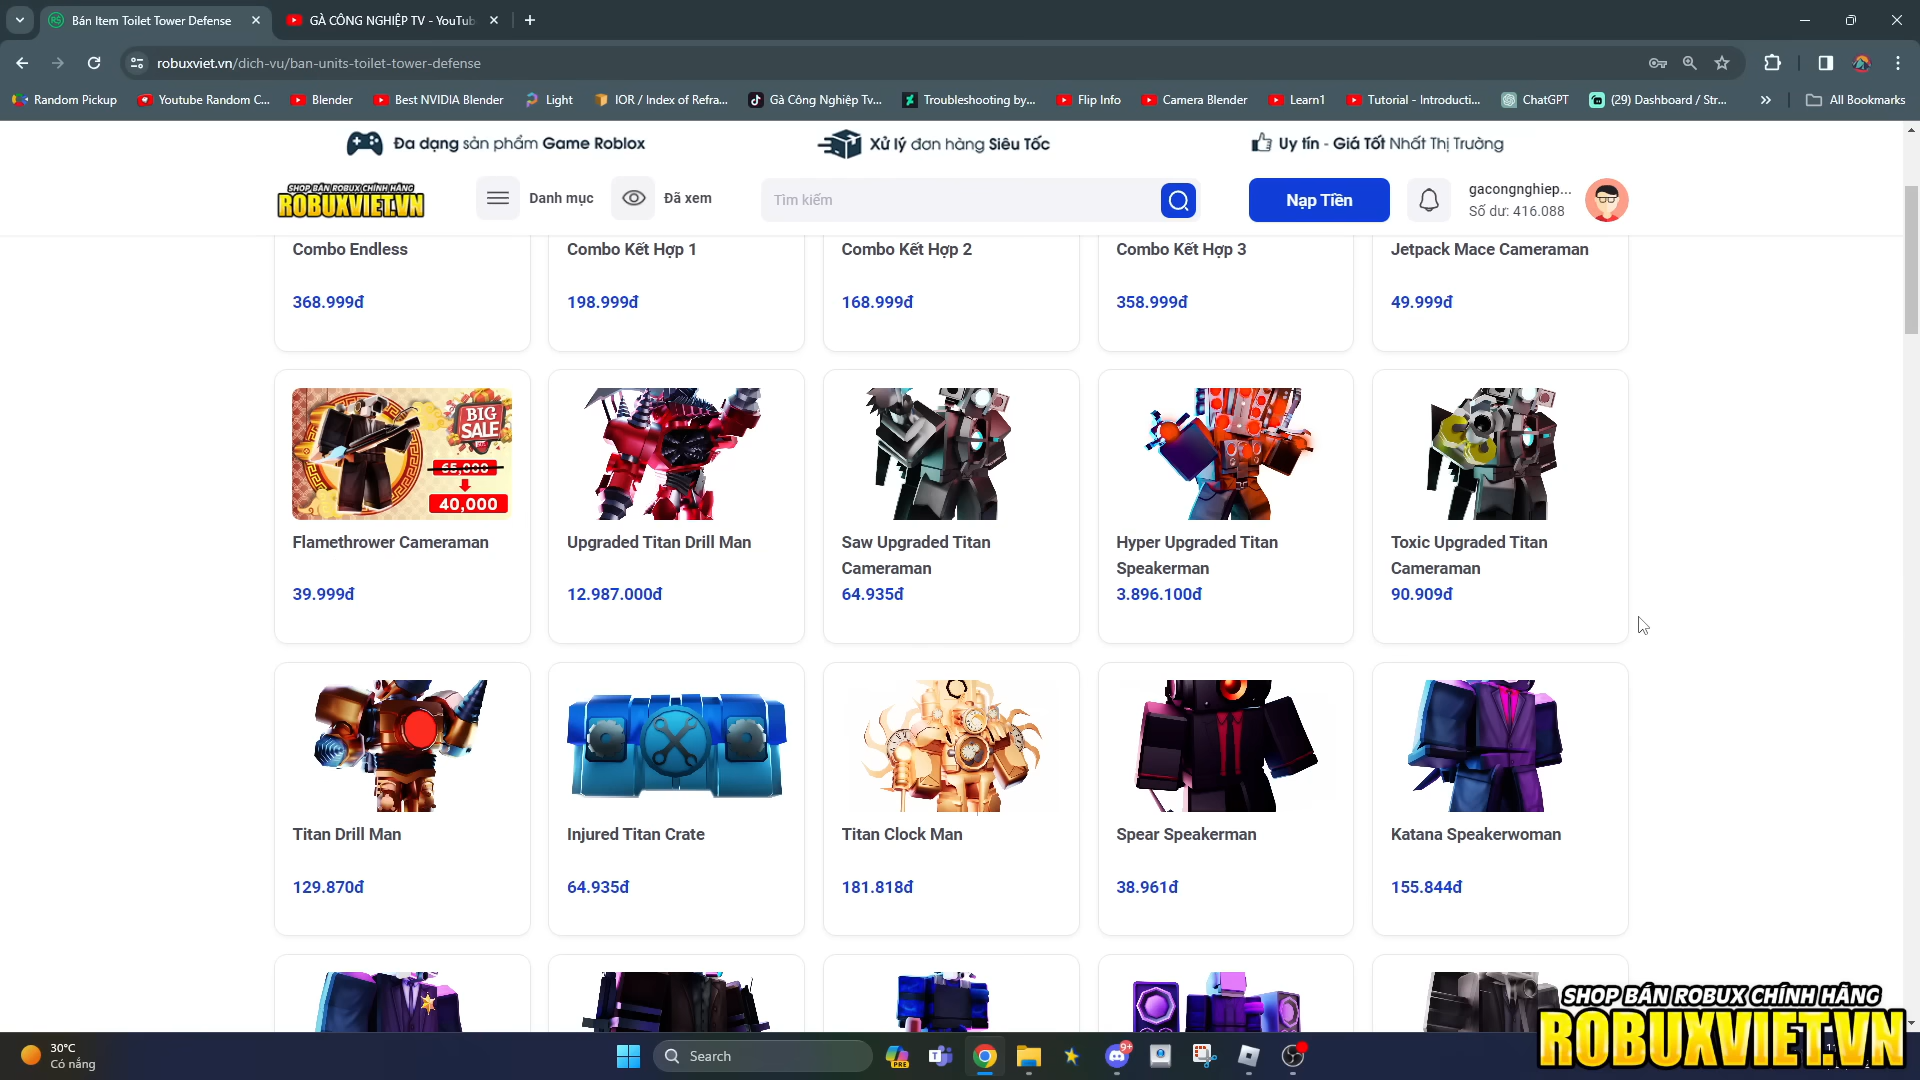 Bán Item Toilet Tower Defense
GÀ CÔNG NGHIỆP TV - YouTub
robuxviet.vn/dich-vu/ban-units-toilet-tower-defense
Random Pickup
Youtube Random C...
Blender
Best NVIDIA Blender
Light
IOR / Index of Refra...
Gà Công Nghiệp Tv...
Troubleshooting by...
Flip Info
Camera Blender
Learn1
Tutorial - Introducti...
ChatGPT
(29) Dashboard / Str...
All Bookmarks
Đa dạng sản phẩm Game Roblox
Xử lý đơn hàng Siêu Tốc
Uy tín - Giá Tốt Nhất Thị Trường
SHOP BÁN ROBUX CHÍNH HÃNG
ROBUXVIET.VN
Danh mục
Đã xem
Tìm kiếm
Nạp Tiền
gacongnghiep...
Số dư: 416.088
Combo Endless
368.999đ
Combo Kết Hợp 1
198.999đ
Combo Kết Hợp 2
168.999đ
Combo Kết Hợp 3
358.999đ
Jetpack Mace Cameraman
49.999đ
BIG
SALE
65,000
40,000
Flamethrower Cameraman
39.999đ
Upgraded Titan Drill Man
12.987.000đ
Saw Upgraded Titan
Cameraman
64.935đ
Hyper Upgraded Titan
Speakerman
3.896.100đ
Toxic Upgraded Titan
Cameraman
90.909đ
Titan Drill Man
129.870đ
Injured Titan Crate
64.935đ
Titan Clock Man
181.818đ
Spear Speakerman
38.961đ
Katana Speakerwoman
155.844đ
SHOP BÁN ROBUX CHÍNH HÃNG
ROBUXVIET.VN
30°C
Có nắng
Search
PRE
9+